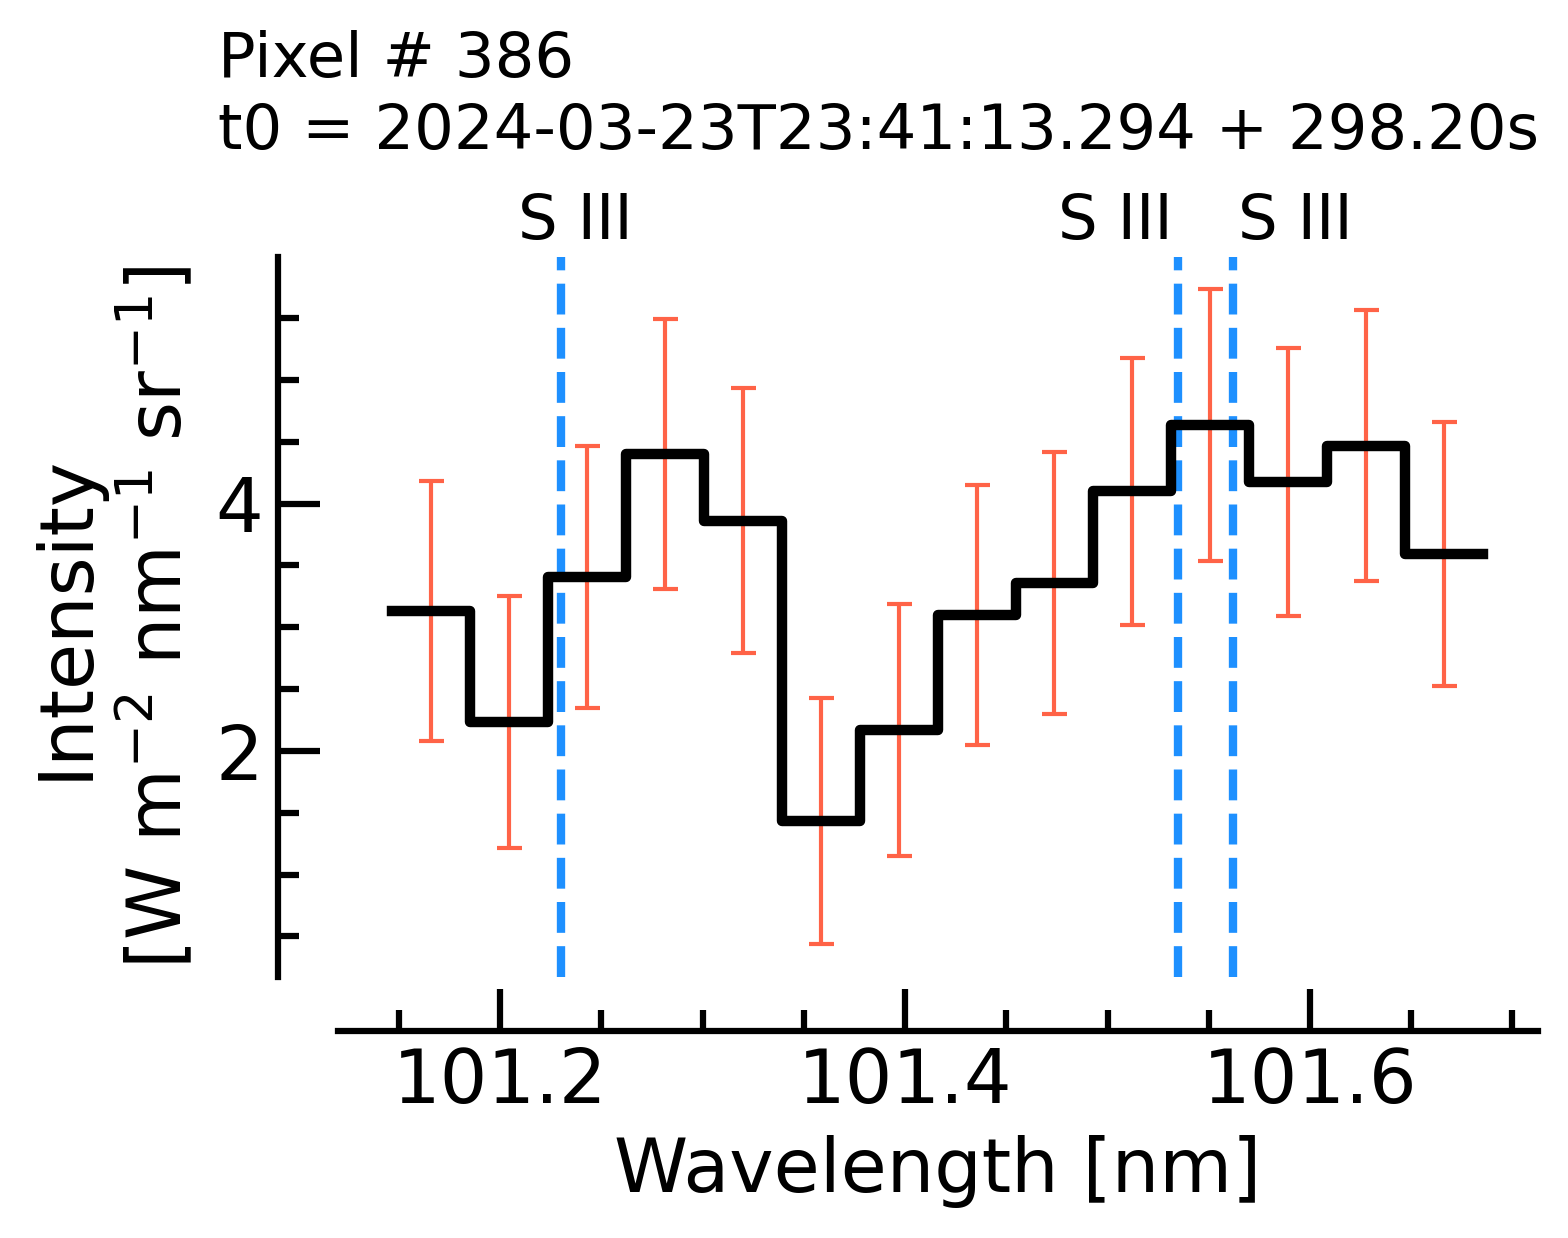 Pixel # 386
t0 = 2024-03-23T23:41:13.294 + 298.20s
S III S III S III
Intensity
[W m⁻² nm⁻¹ sr⁻¹]
4
2
101.2 101.4 101.6
Wavelength [nm]